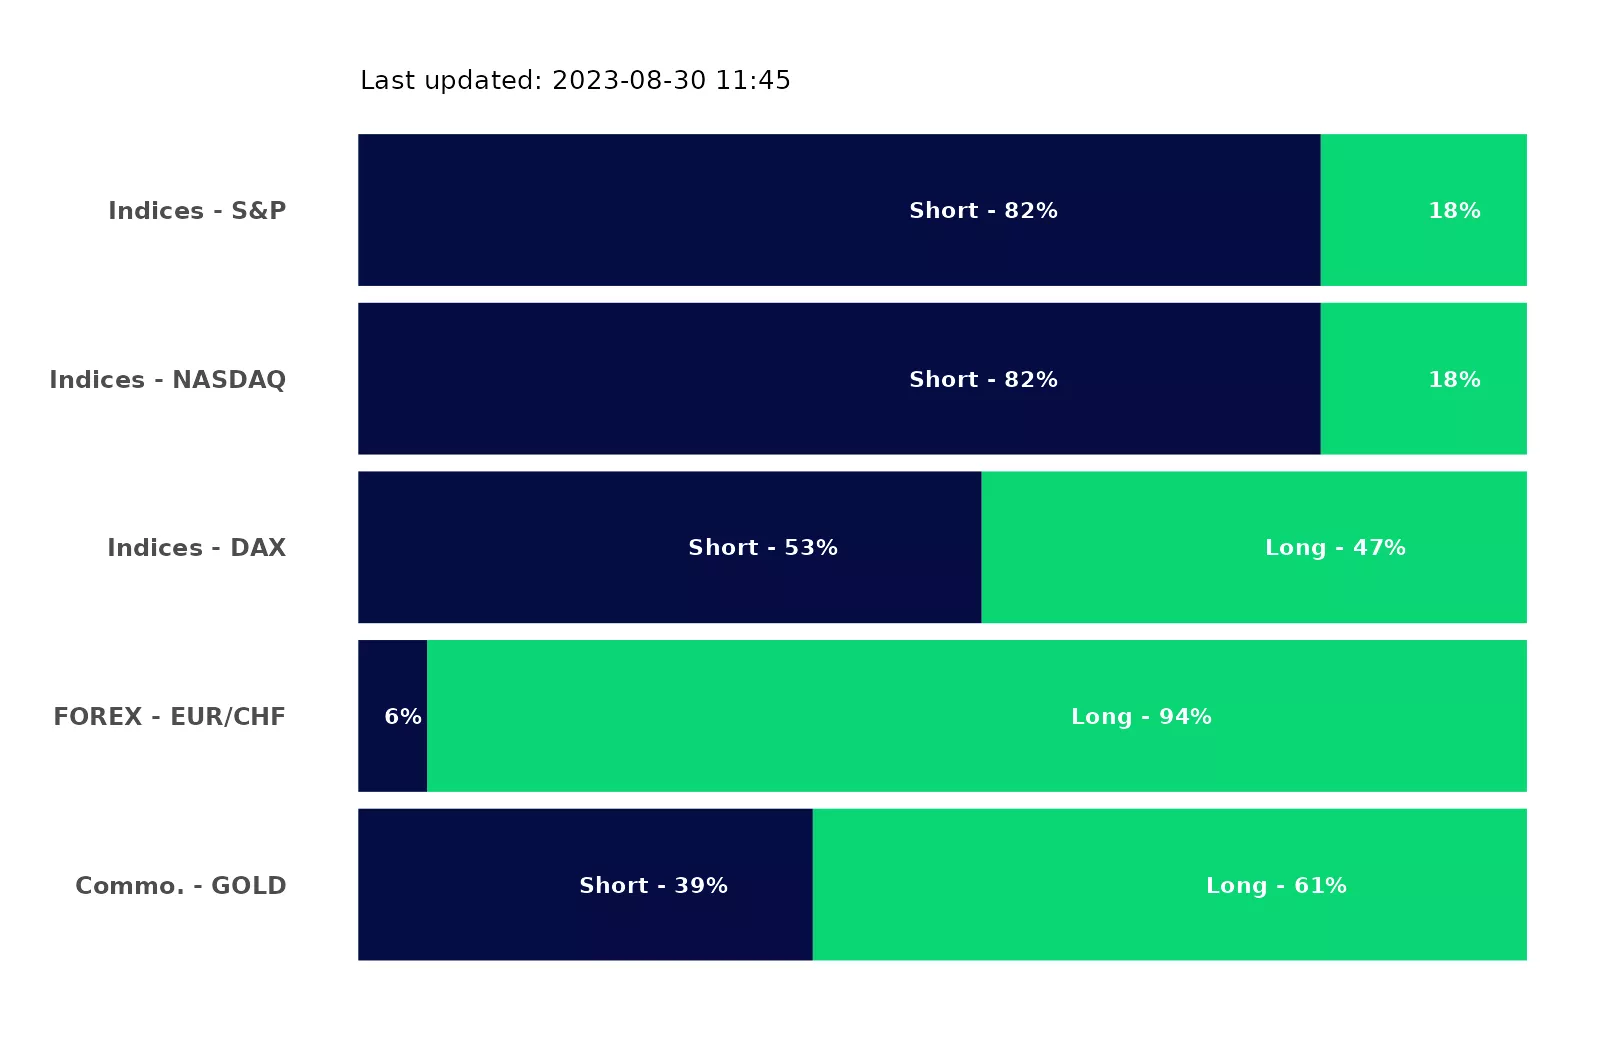 Last updated: 2023-08-30 11:45
Indices - S&P Short - 82% 18%
Indices - NASDAQ Short - 82% 18%
Indices - DAX Short - 53% Long - 47%
FOREX - EUR/CHF 6% Long - 94%
Commo. - GOLD Short - 39% Long - 61%